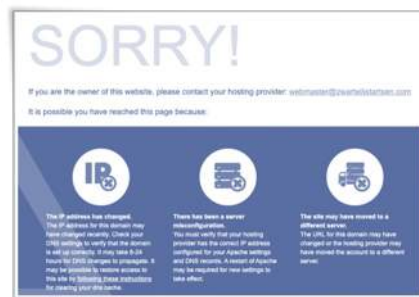 SORRY!
If you are the owner of this website, please contact your hosting provider: webmaster@zwartelijstartsen.com
It is possible you have reached this page because:
IP
The IP address has changed.
The IP address for this domain may
have changed recently. Check your
DNS settings to verify that the domain
is set up correctly. It may take 8-24
hours for DNS changes to propagate. It
may be possible to restore access to
this site by following these instructions
for clearing your dns cache.
There has been a server
misconfiguration.
You must verify that your hosting
provider has the correct IP address
configured for your Apache settings
and DNS records. A restart of Apache
may be required for new settings to
take effect.
The site may have moved to a
different server.
The URL for this domain may have
changed or the hosting provider may
have moved the account to a different
server.